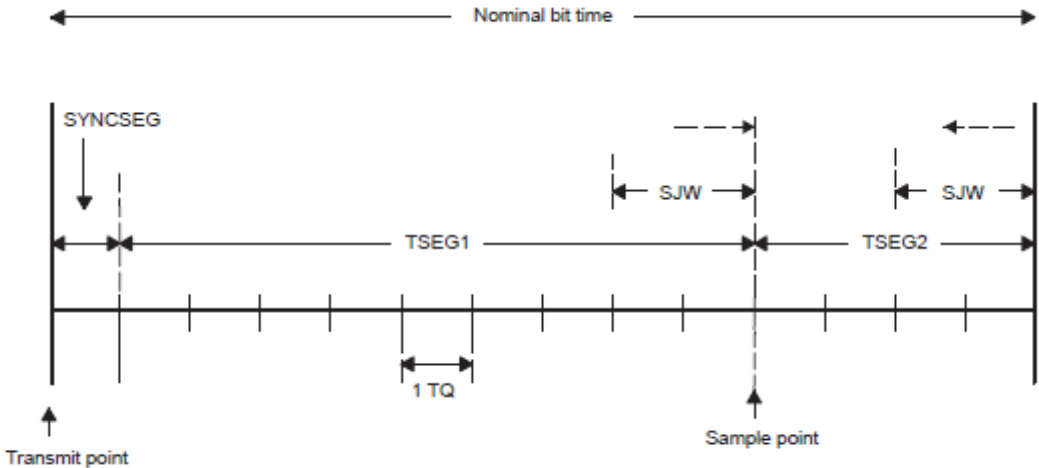 Nominal bit time
SYNCSEG
SJW
SJW
TSEG1
TSEG2
1 TQ
Sample point
Transmit point